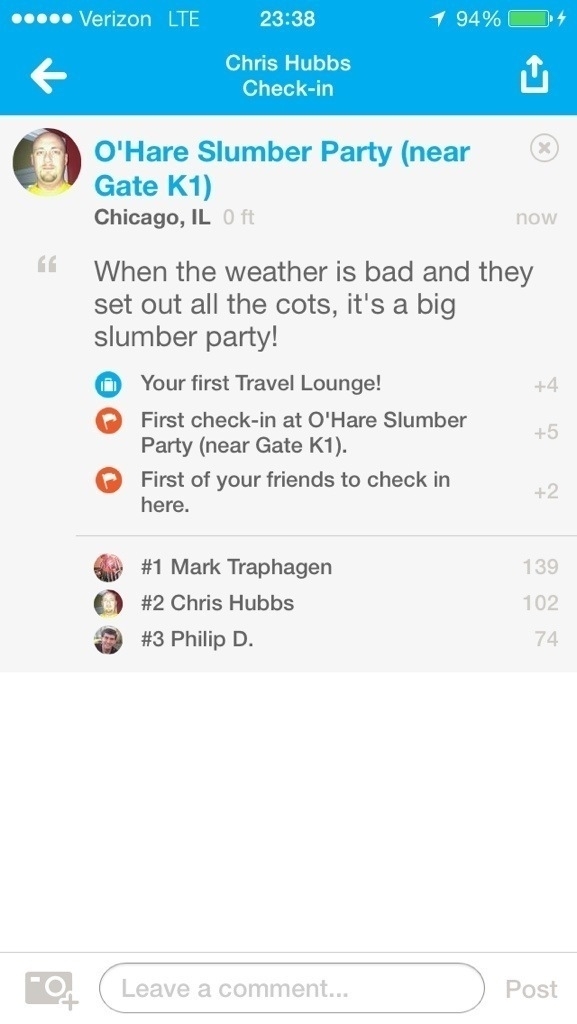 Verizon LTE 23:38 94%
Chris Hubbs
Check-in
O'Hare Slumber Party (near
Gate K1)
Chicago, IL 0 ft now
“ When the weather is bad and they
set out all the cots, it's a big
slumber party!
Your first Travel Lounge! +4
First check-in at O'Hare Slumber
Party (near Gate K1). +5
First of your friends to check in
here. +2
#1 Mark Traphagen 139
#2 Chris Hubbs 102
#3 Philip D. 74
Leave a comment... Post